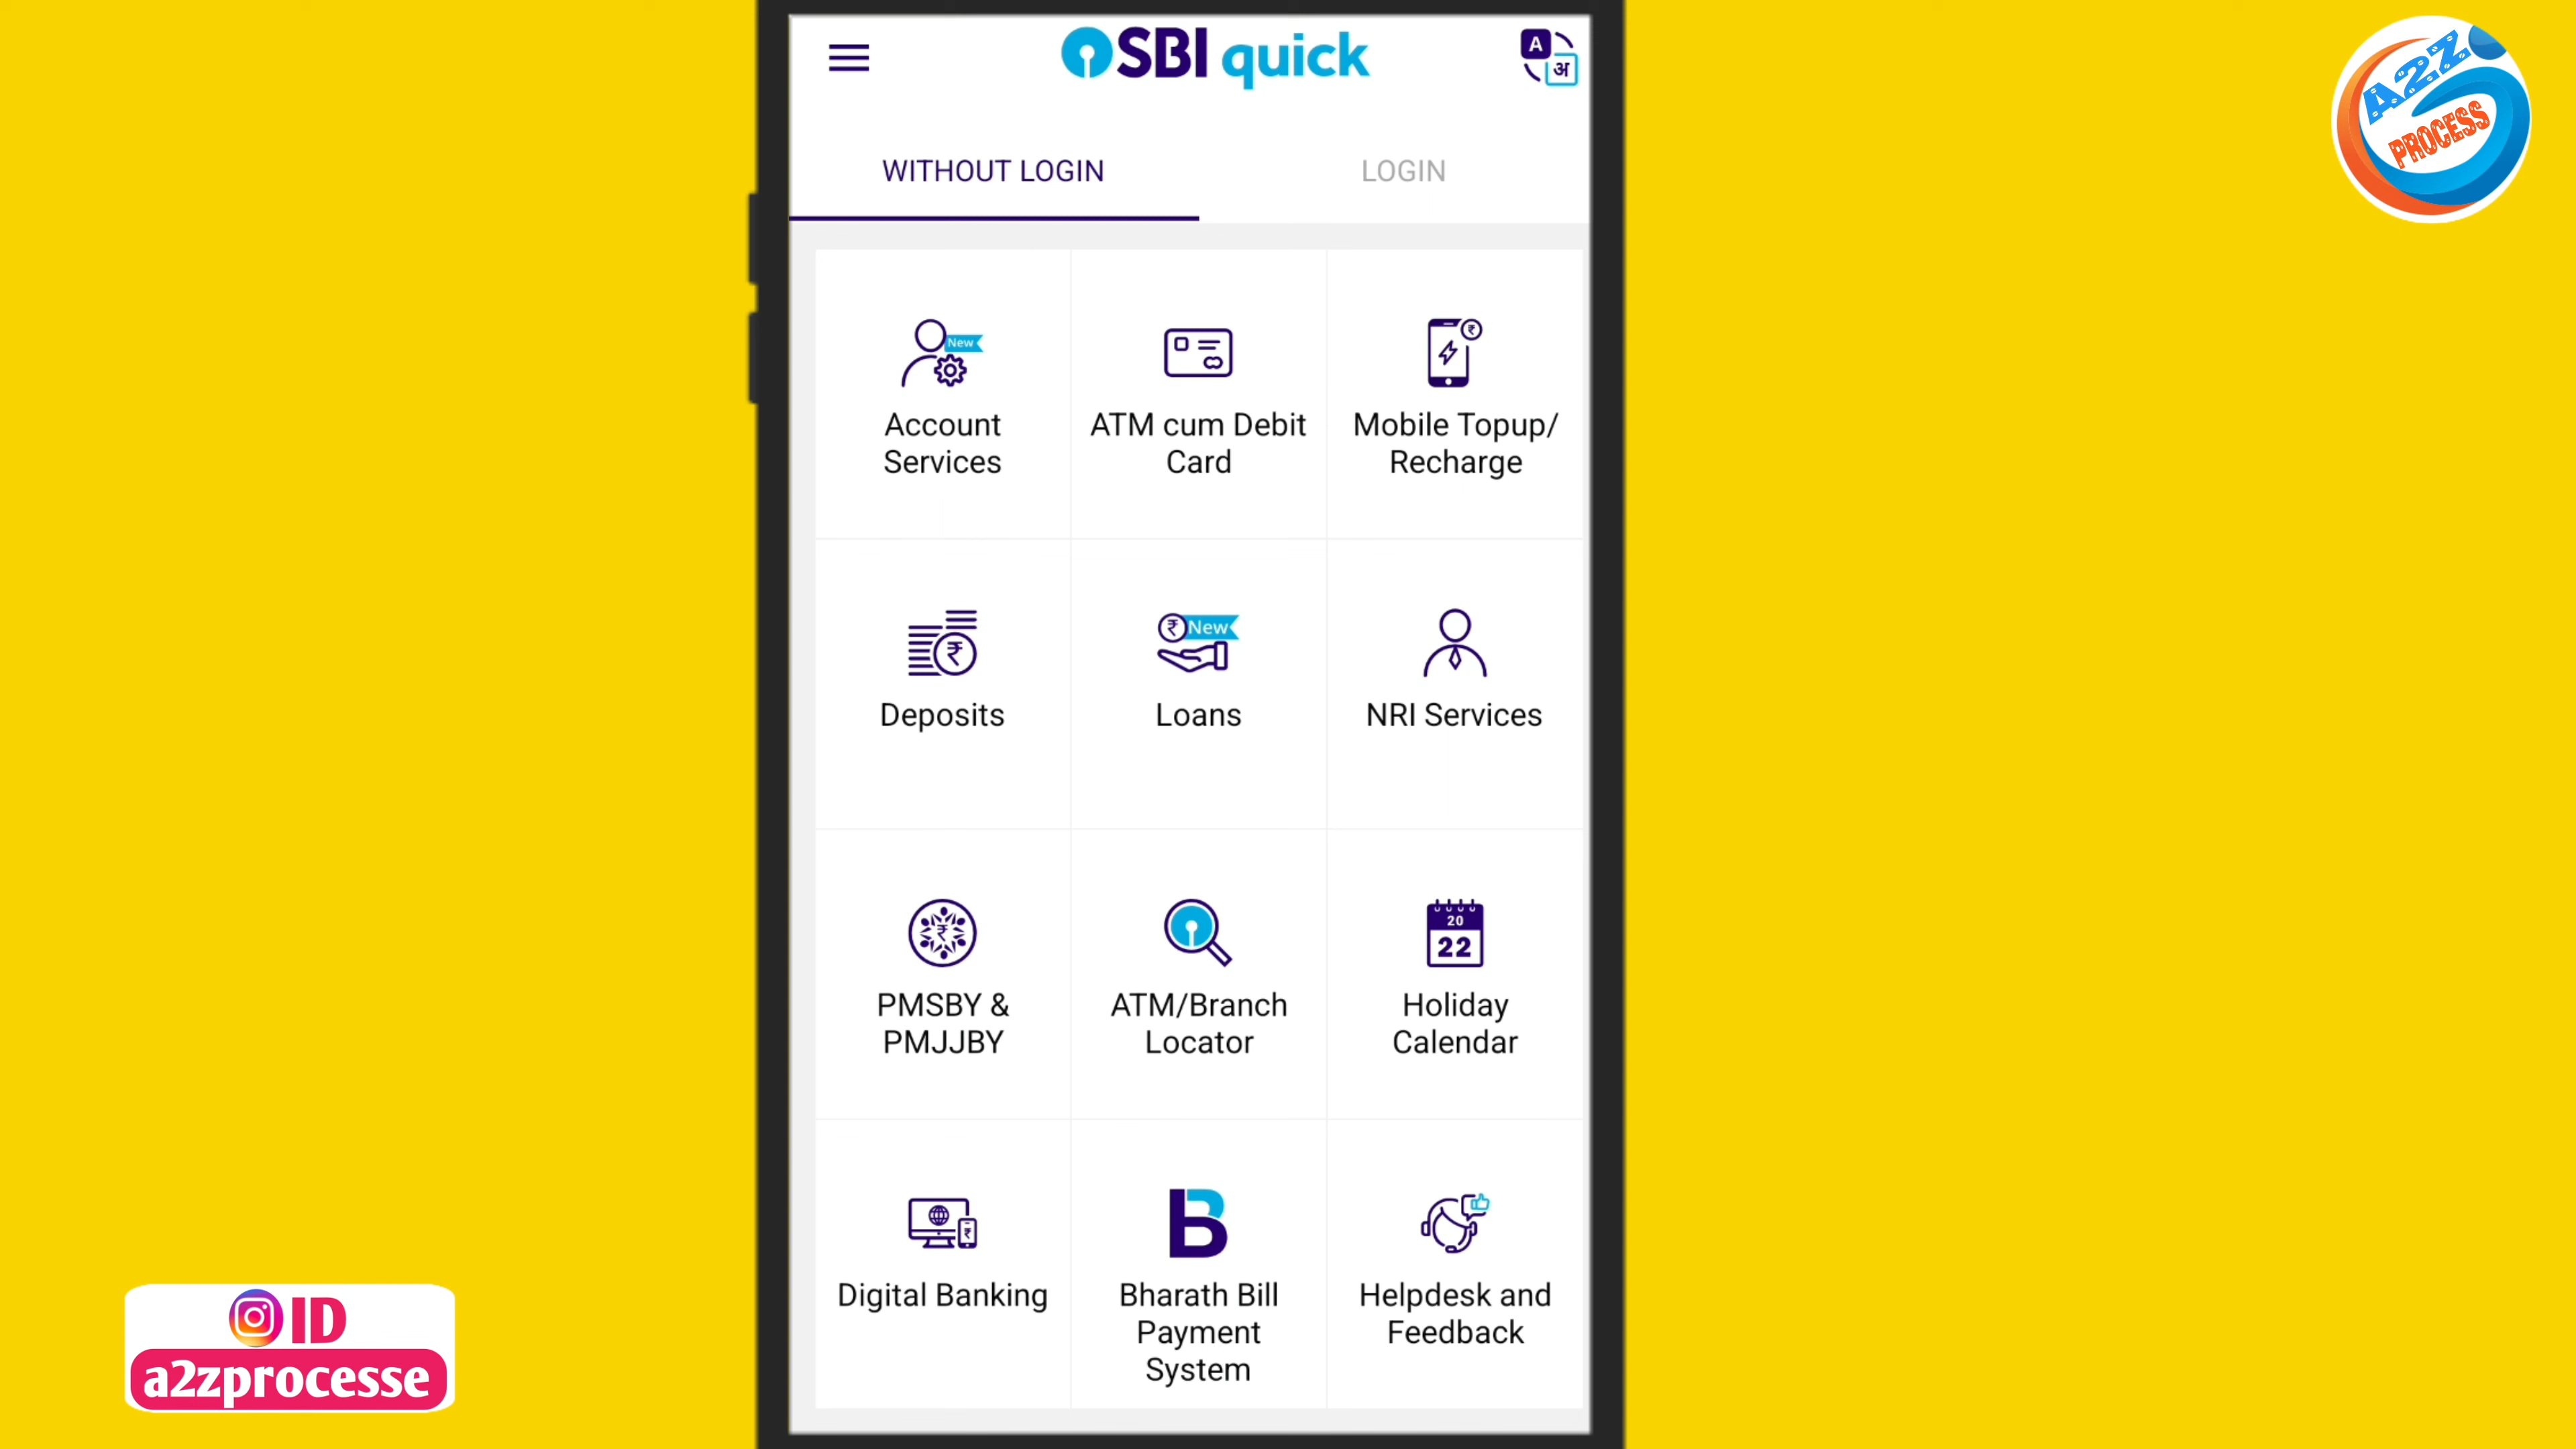 SBI quick
A
अ
WITHOUT LOGIN
LOGIN
New
Account
Services
ATM cum Debit
Card
₹
Mobile Topup/
Recharge
₹
Deposits
₹ New
Loans
NRI Services
₹
PMSBY &
PMJJBY
ATM/Branch
Locator
20
22
Holiday
Calendar
₹
Digital Banking
B
Bharath Bill
Payment
System
Helpdesk and
Feedback
A2Z
PROCESS
ID
a2zprocesse